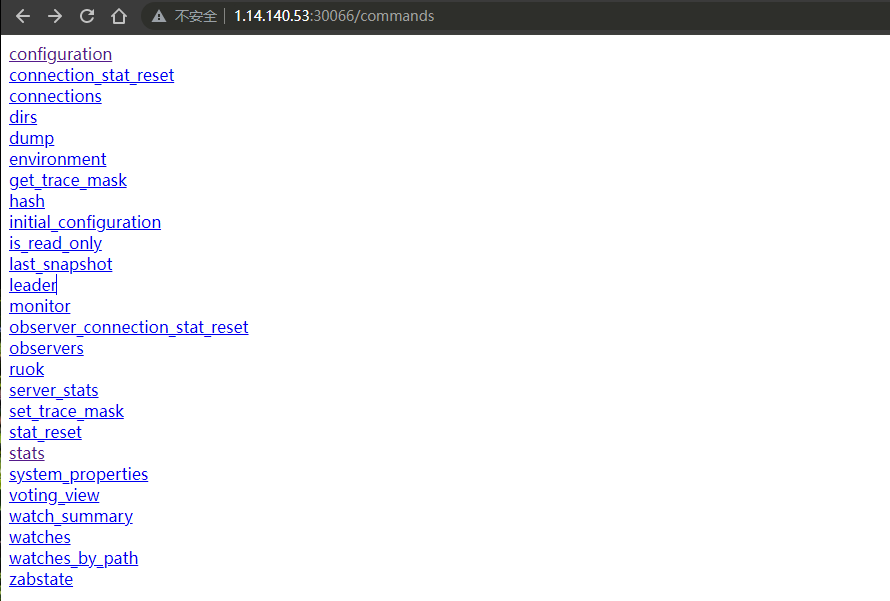 不安全 | 1.14.140.53:30066/commands
configuration
connection_stat_reset
connections
dirs
dump
environment
get_trace_mask
hash
initial_configuration
is_read_only
last_snapshot
leader
monitor
observer_connection_stat_reset
observers
ruok
server_stats
set_trace_mask
stat_reset
stats
system_properties
voting_view
watch_summary
watches
watches_by_path
zabstate